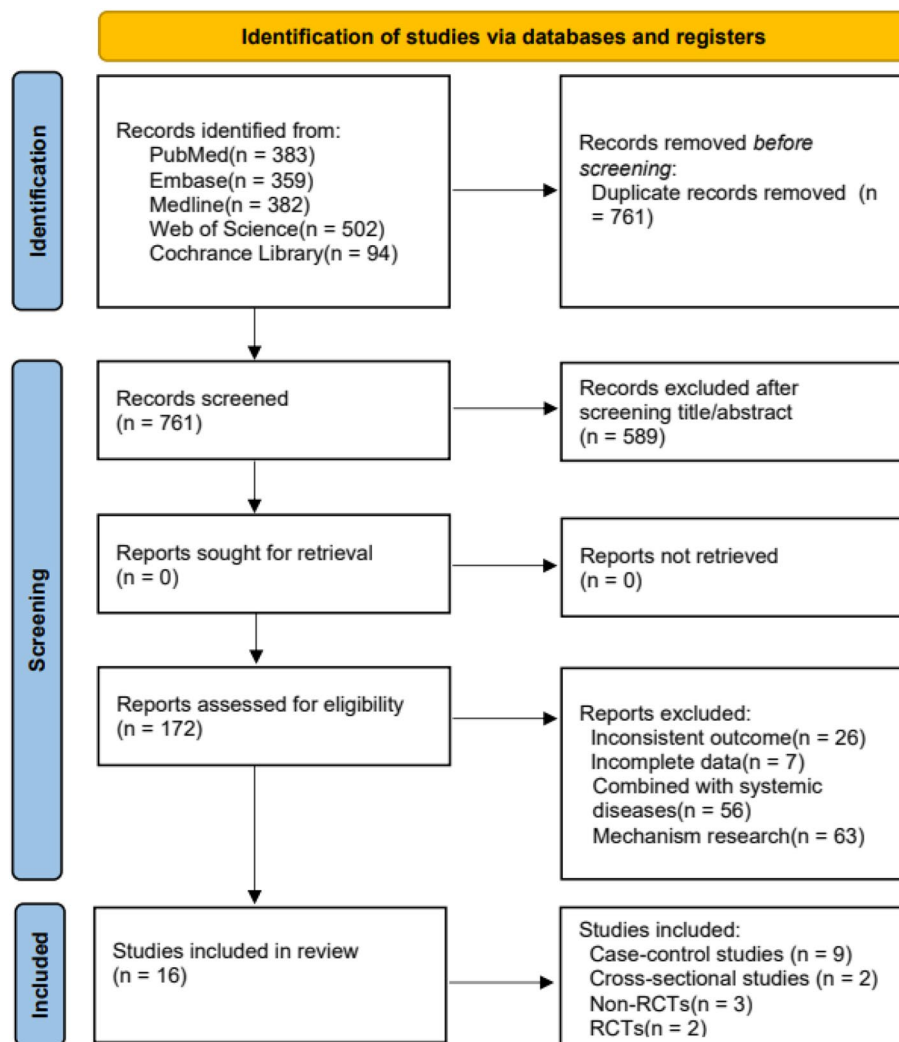 Identification of studies via databases and registers
Identification
Records identified from:
PubMed(n = 383)
Embase(n = 359)
Medline(n = 382)
Web of Science(n = 502)
Cochrance Library(n = 94)
Records removed before
screening:
Duplicate records removed (n
= 761)
Screening
Records screened
(n = 761)
Records excluded after
screening title/abstract
(n = 589)
Reports sought for retrieval
(n = 0)
Reports not retrieved
(n = 0)
Reports assessed for eligibility
(n = 172)
Reports excluded:
Inconsistent outcome(n = 26)
Incomplete data(n = 7)
Combined with systemic
diseases(n = 56)
Mechanism research(n = 63)
Included
Studies included in review
(n = 16)
Studies included:
Case-control studies (n = 9)
Cross-sectional studies (n = 2)
Non-RCTs(n = 3)
RCTs(n = 2)